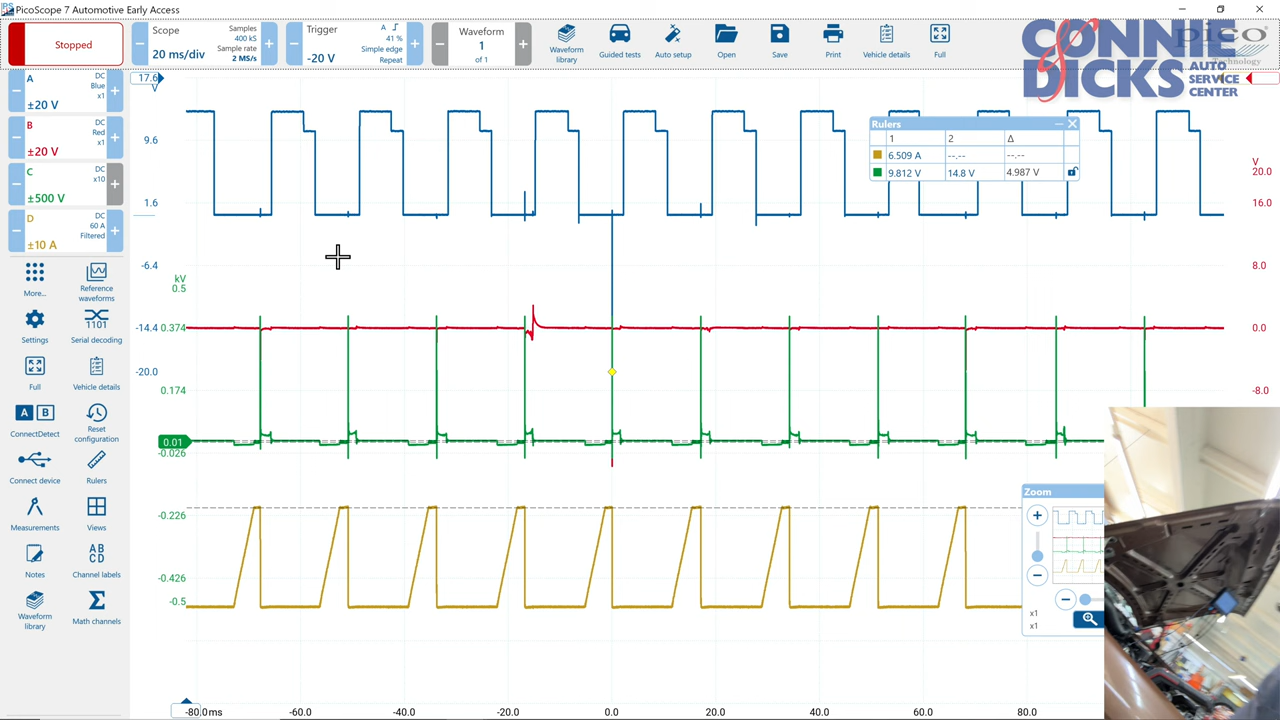 PicoScope 7 Automotive Early Access
Stopped
Scope
20 ms/div
Samples
400 kS
Sample rate
2 MS/s
Trigger
-20 V
A
41 %
Simple edge
Repeat
Waveform
1
of 1
Waveform
library
Guided tests
Auto setup
Open
Save
Print
Vehicle details
Full
CONNIE
&
DICKS
AUTO
SERVICE
CENTER
pico
Technology
A
DC
Blue
x1
±20 V
B
DC
Red
x1
±20 V
C
DC
x10
±500 V
D
DC
60 A
Filtered
±10 A
More...
Reference
waveforms
Settings
Serial decoding
1101
Full
Vehicle details
A B
ConnectDetect
Reset
configuration
Connect device
Rulers
Measurements
Views
Notes
A B
B C
Channel labels
Waveform
library
Σ
Math channels
17.6
V
9.6
1.6
-6.4
-14.4
-20.0
kV
0.5
0.374
0.174
0.01
-0.026
-0.226
-0.426
-0.5
V
20.0
16.0
8.0
0.0
-8.0
Rulers
1 2 Δ
6.509 A --.-- --.--
9.812 V 14.8 V 4.987 V
Zoom
x1
x1
-80.0 ms
-60.0
-40.0
-20.0
0.0
20.0
40.0
60.0
80.0